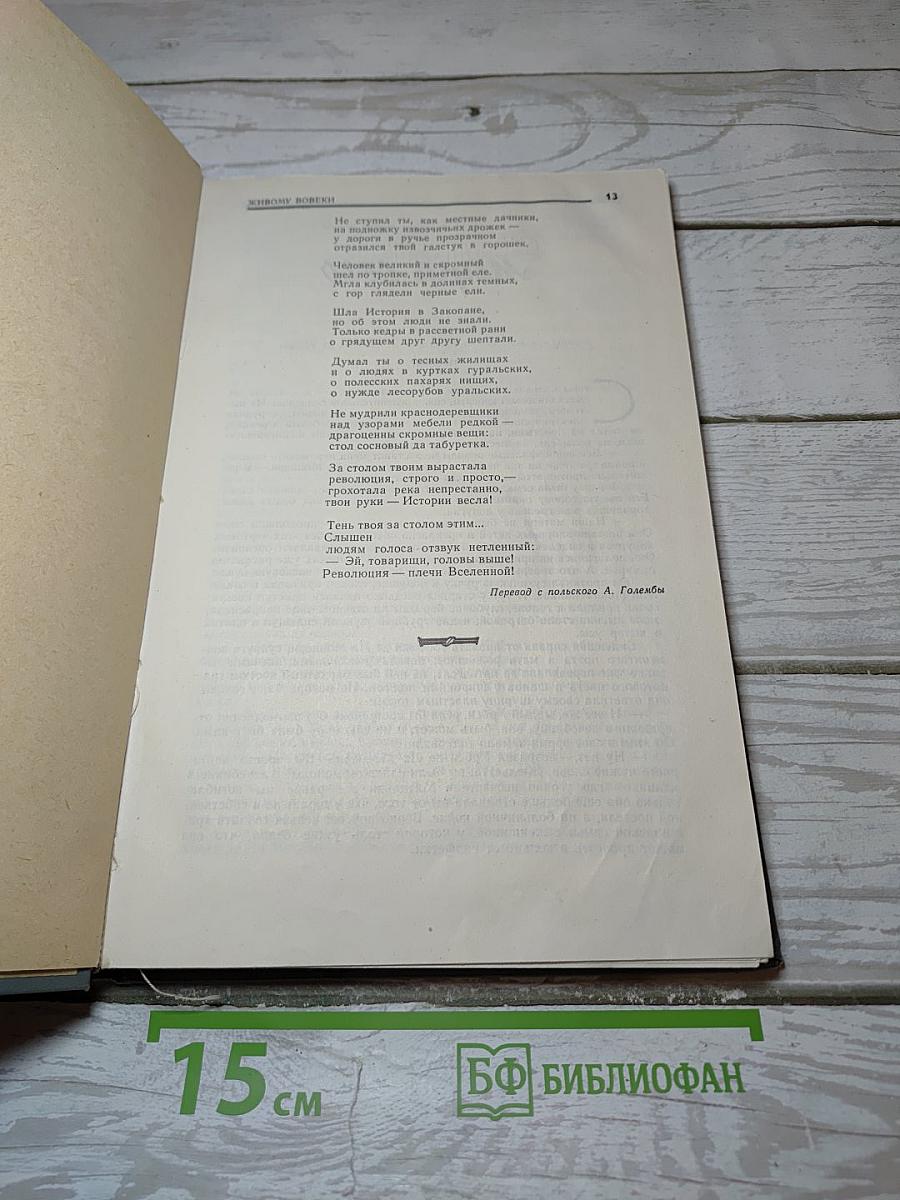 ЖИВОМУ ВОВЕКИ
13
Не ступил ты, как местные дачники,
на подножку извозчичьих дрожек —
у дороги в ручье прозрачном
отразился твой галстук в горошек.
Человек великий и скромный
шел по тропке, приметной еле.
Мгла клубилась в долинах темных,
с гор глядели черные ели.
Шла История в Закопане,
но об этом люди не знали.
Только кедры в рассветной рани
о грядущем друг другу шептали.
Думал ты о тесных жилищах
и о людях в куртках гуральских,
о полесских пахарях нищих,
о нужде лесорубов уральских.
Не мудрили краснодеревщики
над узорами мебели редкой —
драгоценны скромные вещи:
стол сосновый да табуретка.
За столом твоим вырастала
революция, строго и просто,—
грохотала река непрестанно,
твои руки — Истории весла!
Тень твоя за столом этим...
Слышен
людям голоса отзвук нетленный:
— Эй, товарищи, головы выше!
Революция — плечи Вселенной!
Перевод с польского А. Голембы
15 см
БФ БИБЛИОФАН